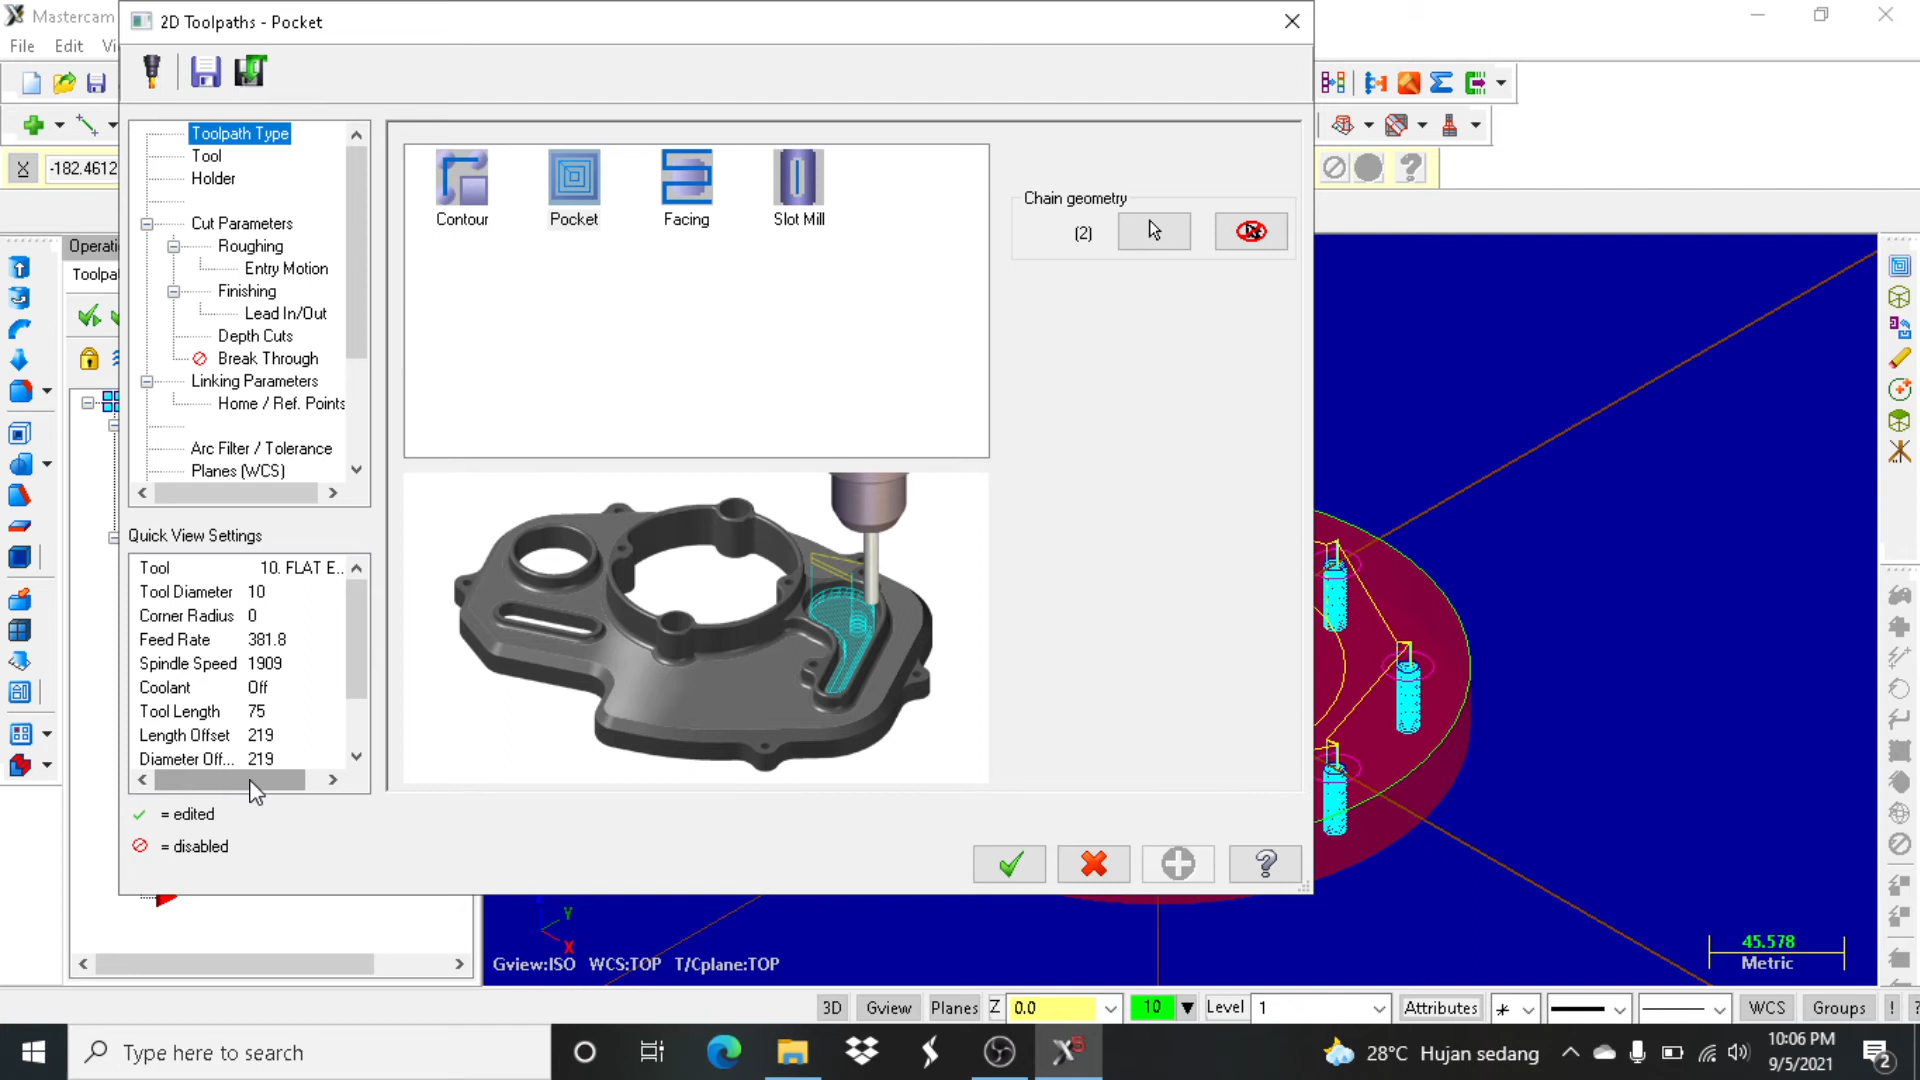 Mastercam
2D Toolpaths - Pocket
File Edit
-182.4612
Toolpath Type
Tool
Holder
Cut Parameters
Roughing
Entry Motion
Finishing
Lead In/Out
Depth Cuts
Break Through
Linking Parameters
Home / Ref. Points
Arc Filter / Tolerance
Planes (WCS)
Contour Pocket Facing Slot Mill
Chain geometry
(2)
Quick View Settings
Tool 10. FLAT E..
Tool Diameter 10
Corner Radius 0
Feed Rate 381.8
Spindle Speed 1909
Coolant Off
Tool Length 75
Length Offset 219
Diameter Off... 219
= edited
= disabled
X
Y
X
Gview:ISO WCS:TOP T/Cplane:TOP
45.578
Metric
3D Gview Planes Z 0.0 10 Level 1 Attributes WCS Groups ! ?
Type here to search
28°C Hujan sedang
10:06 PM
9/5/2021
2